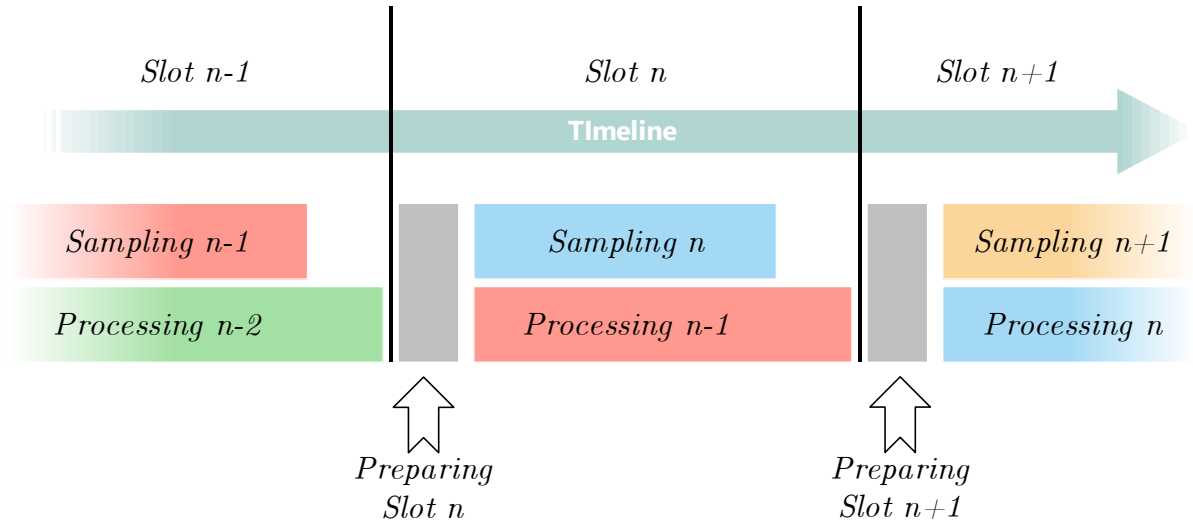 Slot n-1
Slot n
Slot n+1
TImeline
Sampling n-1
Sampling n
Sampling n+1
Processing n-2
Processing n-1
Processing n
Preparing
Slot n
Preparing
Slot n+1